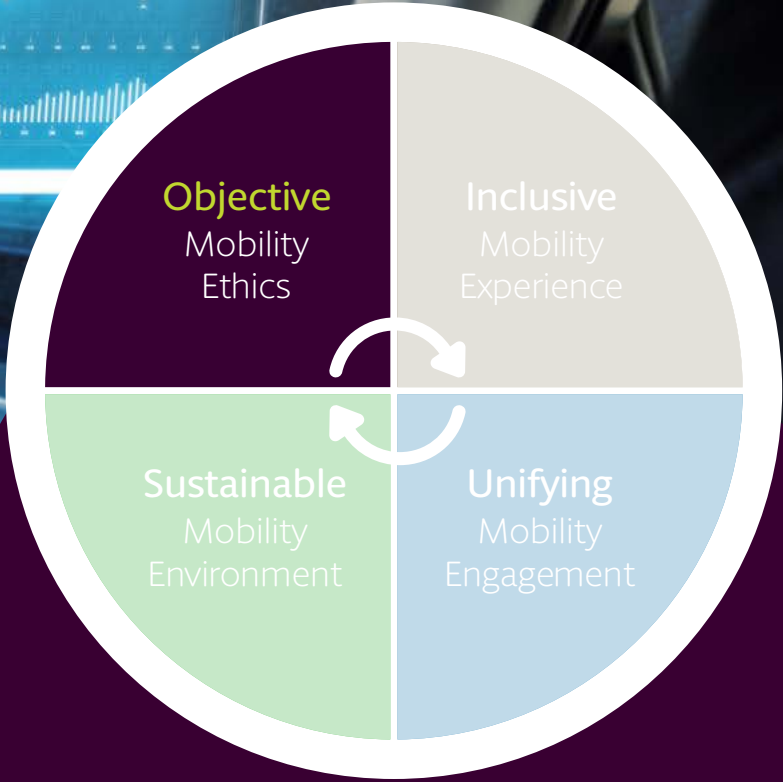 Objective
Mobility
Ethics
Inclusive
Mobility
Experience
Sustainable
Mobility
Environment
Unifying
Mobility
Engagement